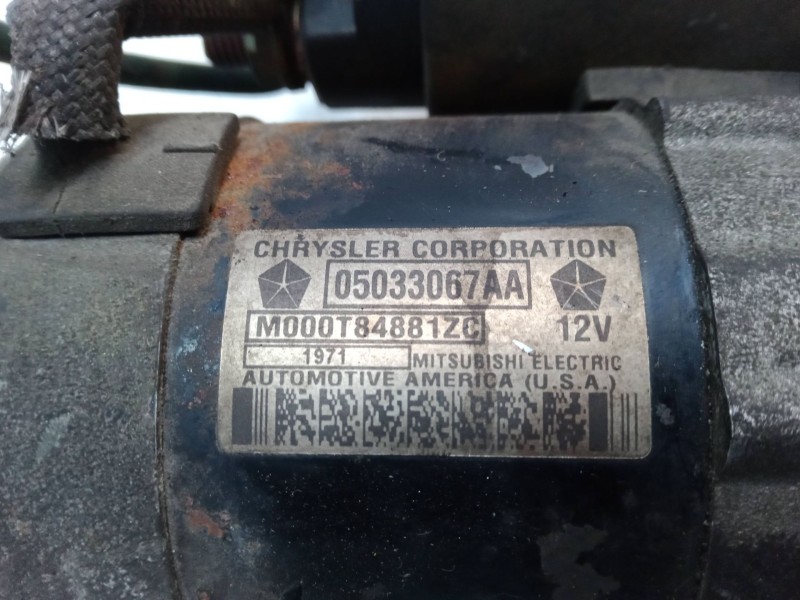 CHRYSLER CORPORATION
05033067AA
M000T84881ZC 12V
1971 MITSUBISHI ELECTRIC
AUTOMOTIVE AMERICA (U.S.A.)